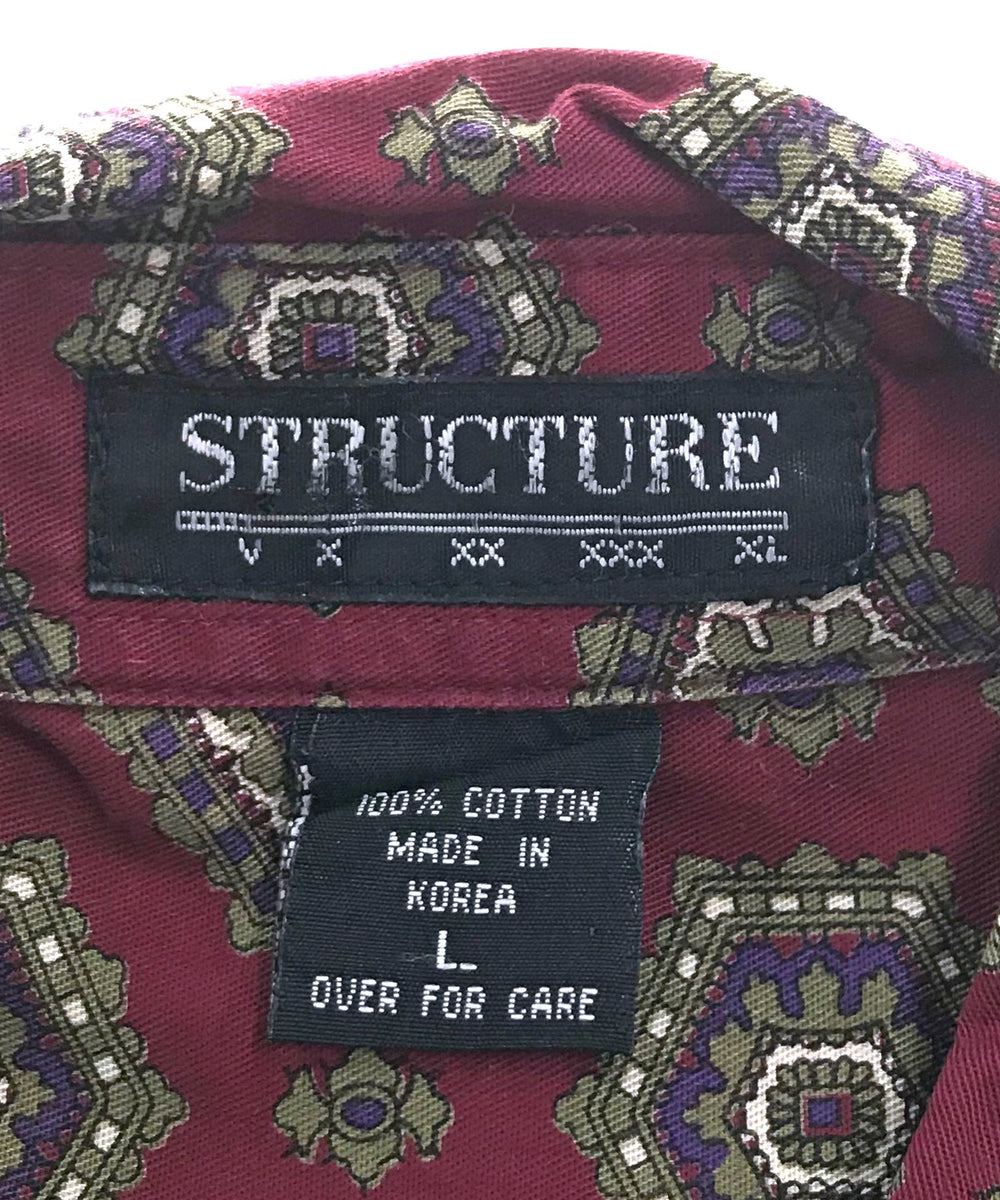 STRUCTURE
V X XX XXX XL
100% COTTON
MADE IN
KOREA
L
OVER FOR CARE